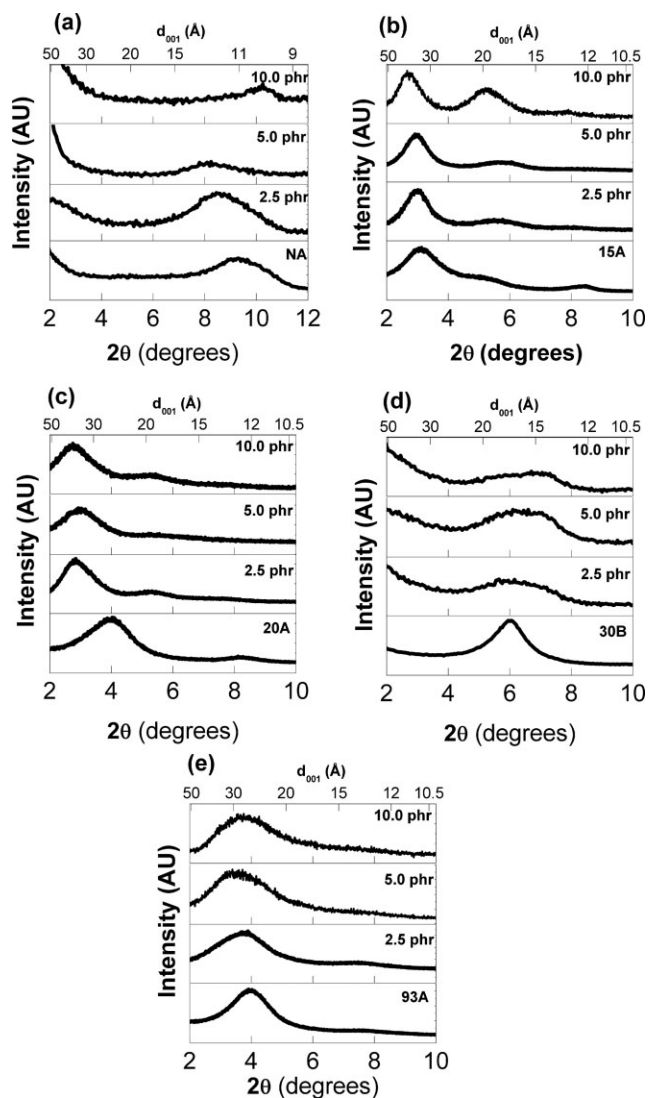 (a)
d001 (Å)
50 30 20 15 11 9
10.0 phr
5.0 phr
2.5 phr
NA
Intensity (AU)
2 4 6 8 10 12
2θ (degrees)
(b)
d001 (Å)
50 30 20 15 12 10.5
10.0 phr
5.0 phr
2.5 phr
15A
Intensity (AU)
2 4 6 8 10
2θ (degrees)
(c)
d001 (Å)
50 30 20 15 12 10.5
10.0 phr
5.0 phr
2.5 phr
20A
Intensity (AU)
2 4 6 8 10
2θ (degrees)
(d)
d001 (Å)
50 30 20 15 12 10.5
10.0 phr
5.0 phr
2.5 phr
30B
Intensity (AU)
2 4 6 8 10
2θ (degrees)
(e)
d001 (Å)
50 30 20 15 12 10.5
10.0 phr
5.0 phr
2.5 phr
93A
Intensity (AU)
2 4 6 8 10
2θ (degrees)